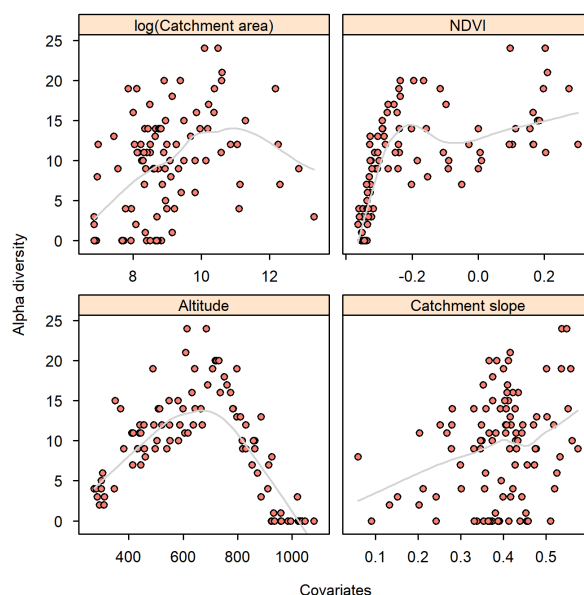 log(Catchment area) NDVI
25
20
15
10
5
0
8 10 12 -0.2 0.0 0.2
Alpha diversity
Altitude Catchment slope
25
20
15
10
5
0
400 600 800 1000 0.1 0.2 0.3 0.4 0.5
Covariates